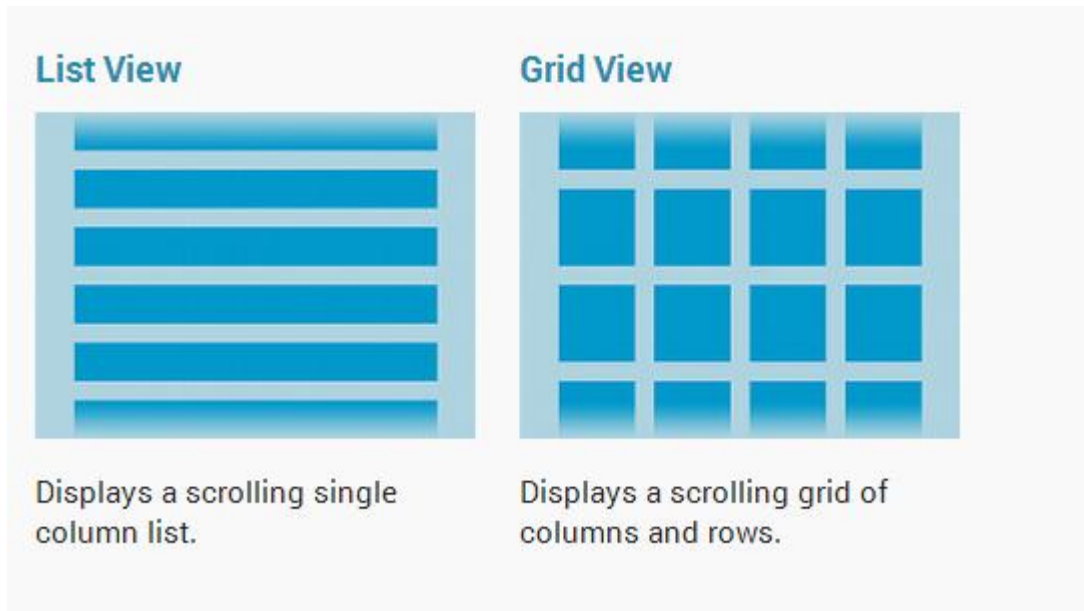 List View
Displays a scrolling single
column list.
Grid View
Displays a scrolling grid of
columns and rows.